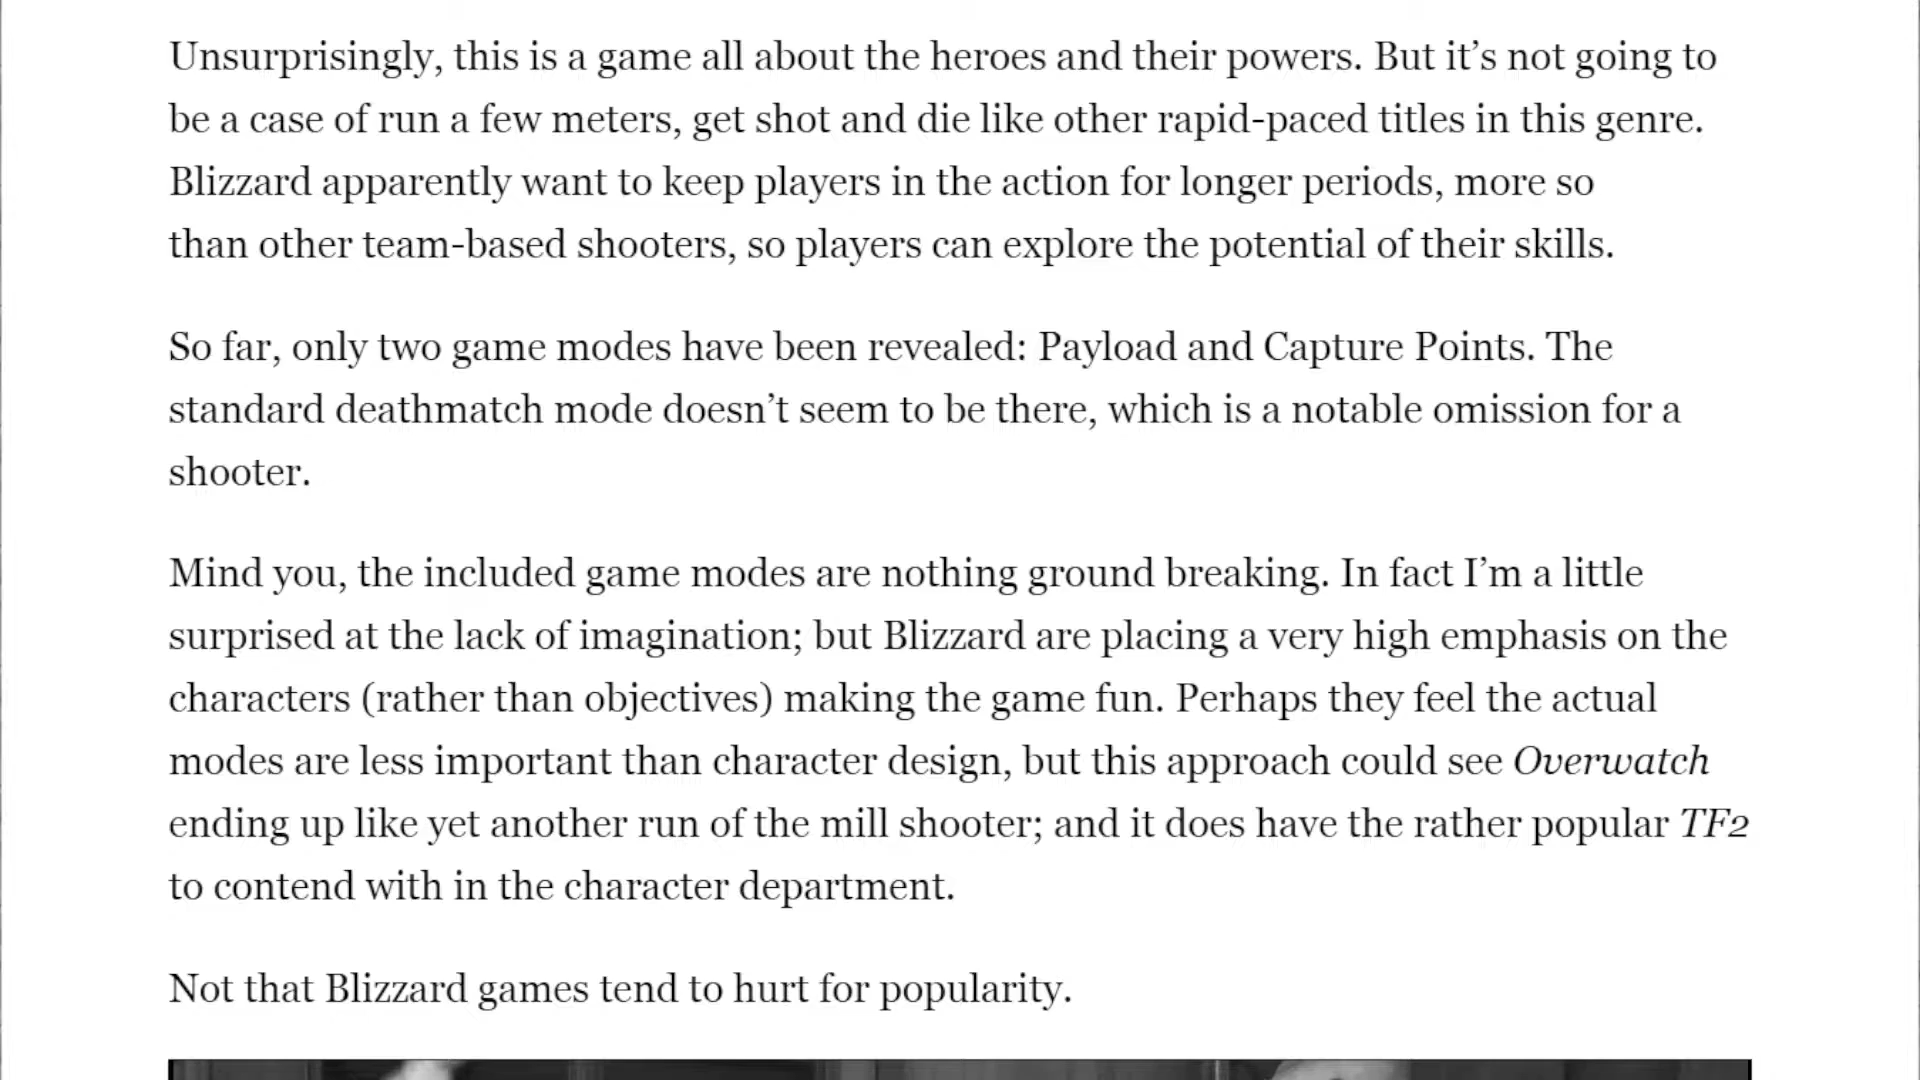 Unsurprisingly, this is a game all about the heroes and their powers. But it’s not going to
be a case of run a few meters, get shot and die like other rapid-paced titles in this genre.
Blizzard apparently want to keep players in the action for longer periods, more so
than other team-based shooters, so players can explore the potential of their skills.
So far, only two game modes have been revealed: Payload and Capture Points. The
standard deathmatch mode doesn’t seem to be there, which is a notable omission for a
shooter.
Mind you, the included game modes are nothing ground breaking. In fact I’m a little
surprised at the lack of imagination; but Blizzard are placing a very high emphasis on the
characters (rather than objectives) making the game fun. Perhaps they feel the actual
modes are less important than character design, but this approach could see Overwatch
ending up like yet another run of the mill shooter; and it does have the rather popular TF2
to contend with in the character department.
Not that Blizzard games tend to hurt for popularity.